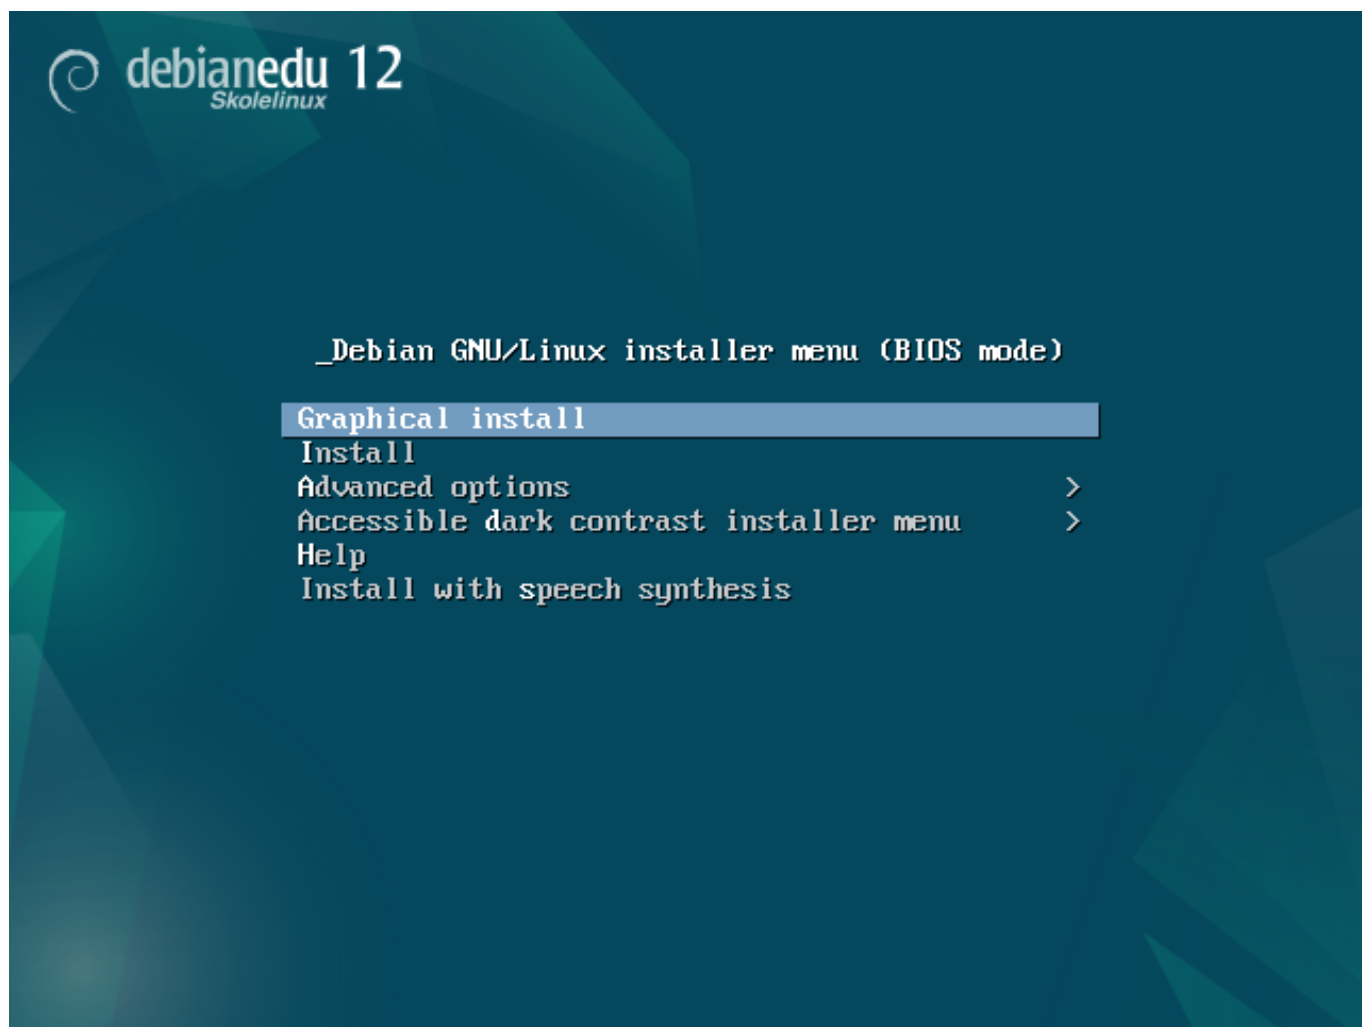 debianedu 12
Skolelinux
_Debian GNU/Linux installer menu (BIOS mode)
Graphical install
Install
Advanced options >
Accessible dark contrast installer menu >
Help
Install with speech synthesis